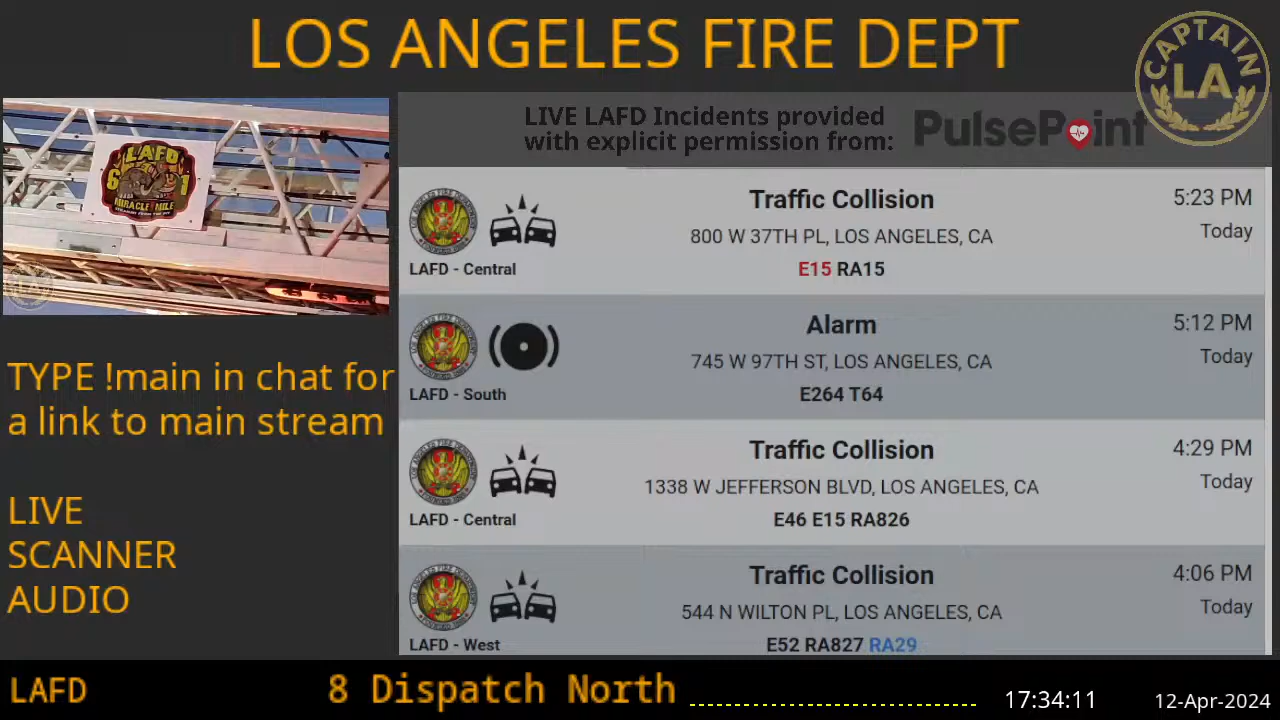 LOS ANGELES FIRE DEPT
CAPTAIN
LA
LIVE LAFD Incidents provided
with explicit permission from:
PulsePoint
LAFD
6 1
MIRACLE MILE
Traffic Collision
5:23 PM
800 W 37TH PL, LOS ANGELES, CA
Today
LAFD - Central
E15 RA15
Alarm
5:12 PM
745 W 97TH ST, LOS ANGELES, CA
Today
LAFD - South
E264 T64
TYPE !main in chat for
a link to main stream
Traffic Collision
4:29 PM
1338 W JEFFERSON BLVD, LOS ANGELES, CA
Today
LAFD - Central
E46 E15 RA826
LIVE
SCANNER
AUDIO
Traffic Collision
4:06 PM
544 N WILTON PL, LOS ANGELES, CA
Today
LAFD - West
E52 RA827 RA29
LAFD
8 Dispatch North
17:34:11
12-Apr-2024